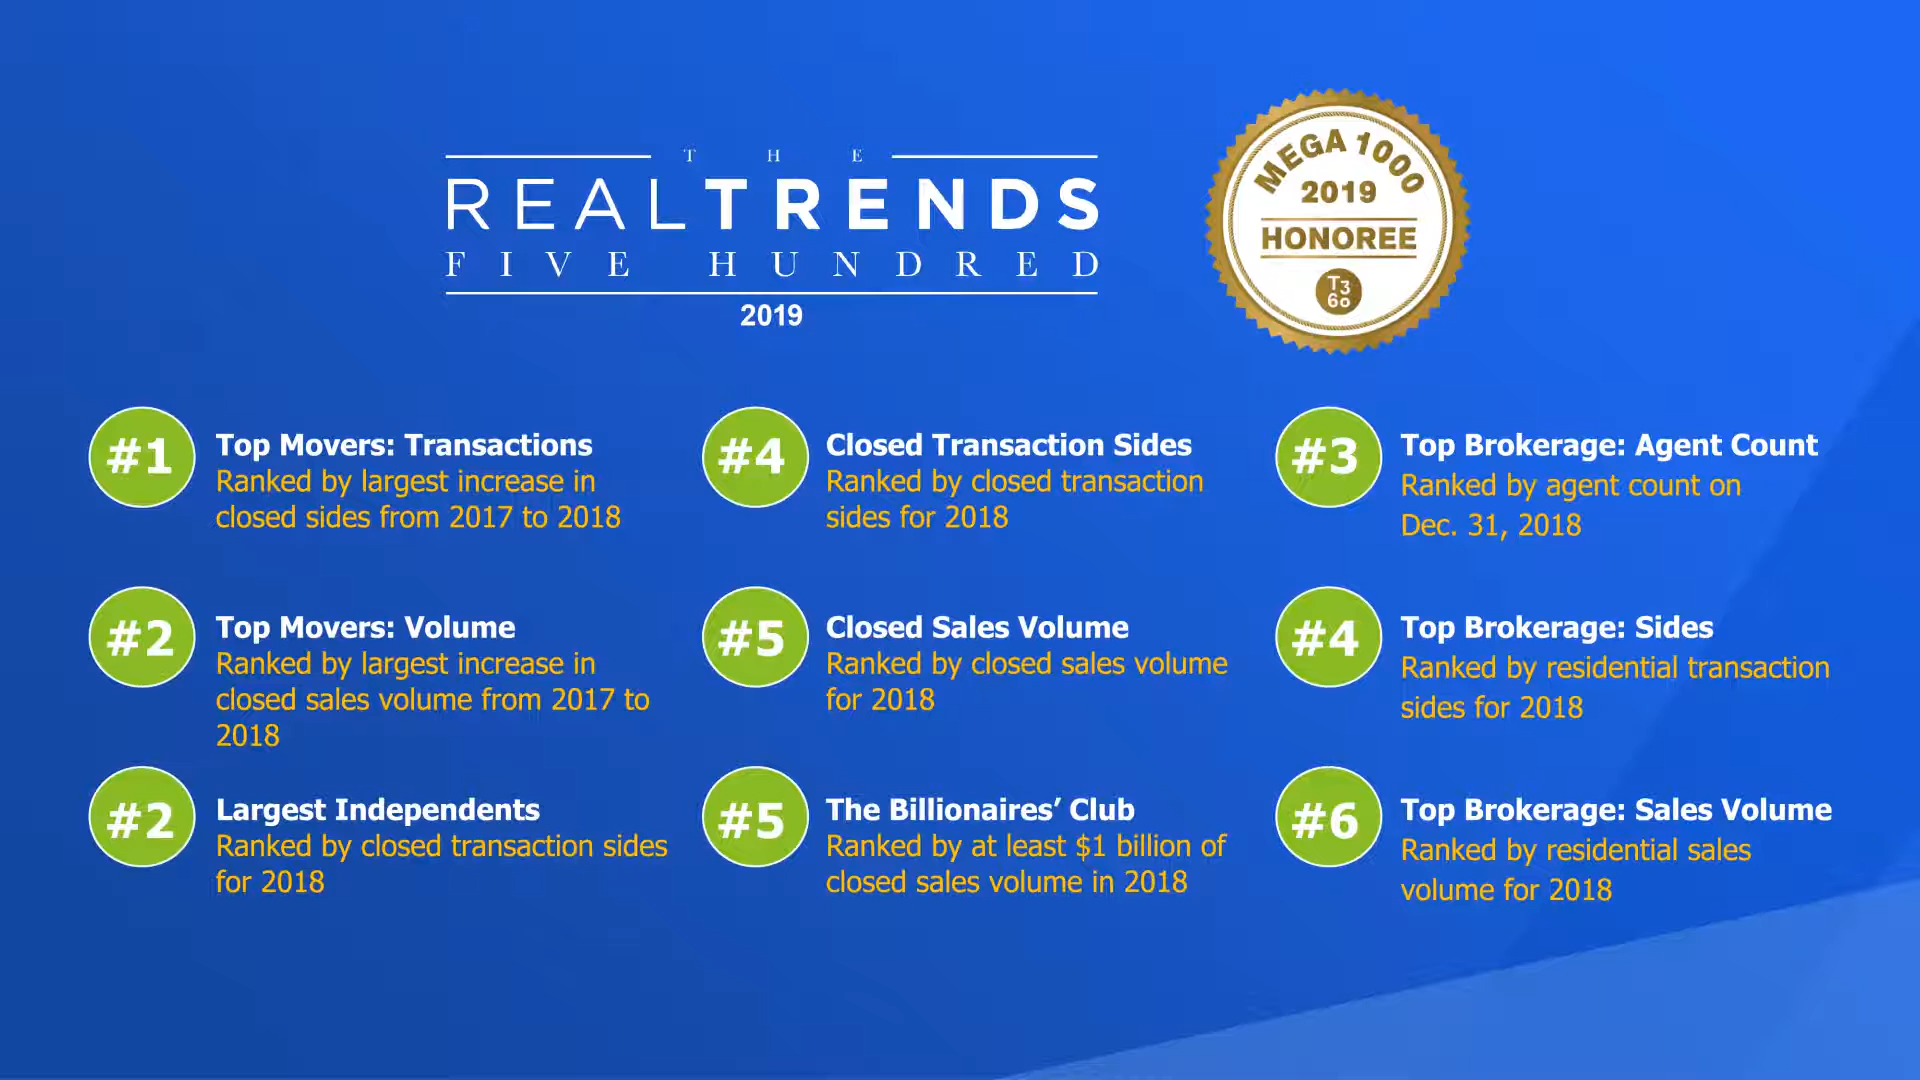 THE
REALTRENDS
FIVE HUNDRED
2019
MEGA 1000
2019
HONOREE
T3
60
#1
Top Movers: Transactions
Ranked by largest increase in
closed sides from 2017 to 2018
#2
Top Movers: Volume
Ranked by largest increase in
closed sales volume from 2017 to
2018
#2
Largest Independents
Ranked by closed transaction sides
for 2018
#4
Closed Transaction Sides
Ranked by closed transaction
sides for 2018
#5
Closed Sales Volume
Ranked by closed sales volume
for 2018
#5
The Billionaires’ Club
Ranked by at least $1 billion of
closed sales volume in 2018
#3
Top Brokerage: Agent Count
Ranked by agent count on
Dec. 31, 2018
#4
Top Brokerage: Sides
Ranked by residential transaction
sides for 2018
#6
Top Brokerage: Sales Volume
Ranked by residential sales
volume for 2018